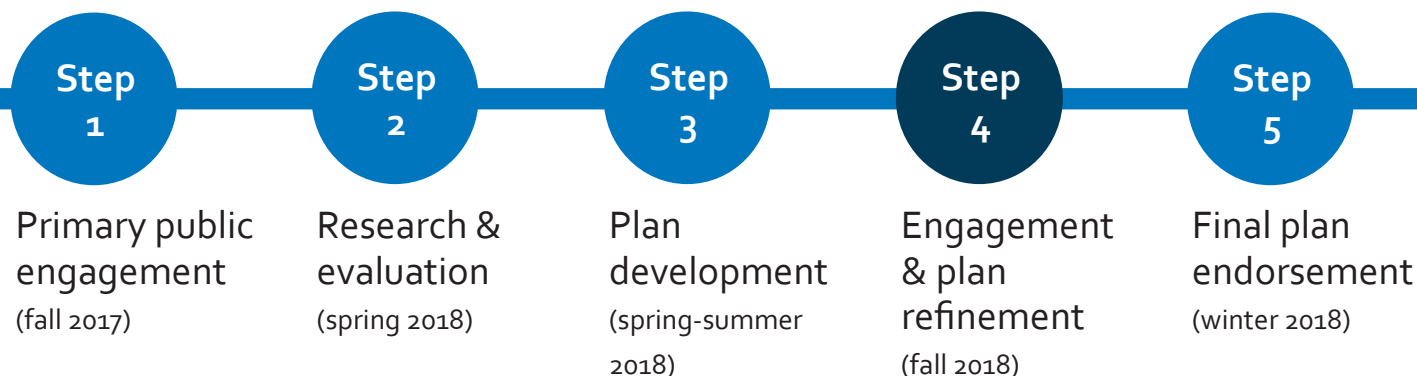 Step
1
Primary public
engagement
(fall 2017)
Step
2
Research &
evaluation
(spring 2018)
Step
3
Plan
development
(spring-summer
2018)
Step
4
Engagement
& plan
refinement
(fall 2018)
Step
5
Final plan
endorsement
(winter 2018)